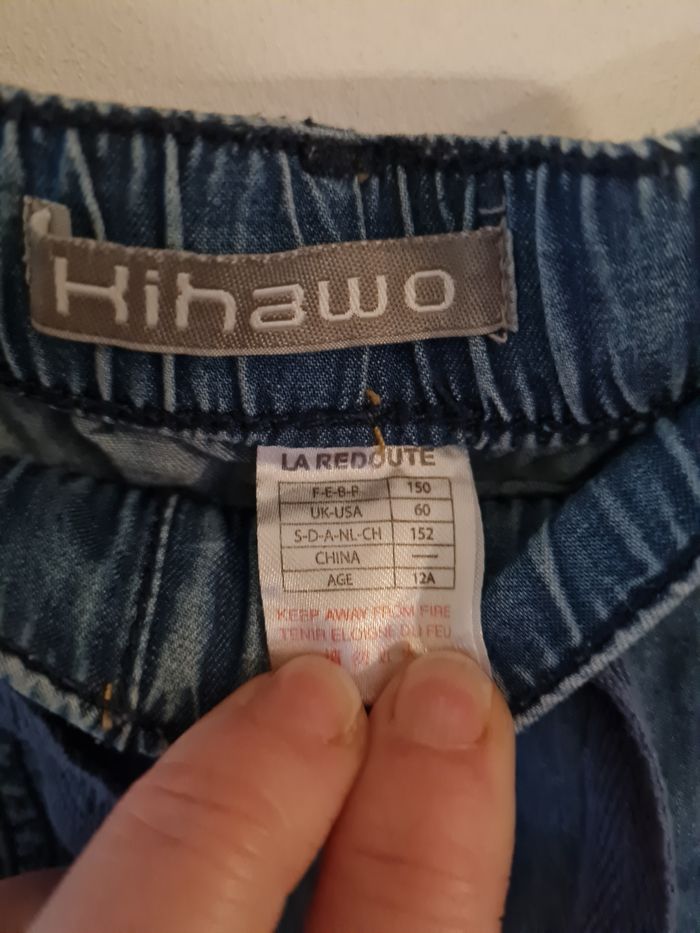 Kihawo
LA REDOUTE
F-E-B-P 150
UK-USA 60
S-D-A-NL-CH 152
CHINA —
AGE 12A
KEEP AWAY FROM FIRE
TENIR ELOIGNE DU FEU